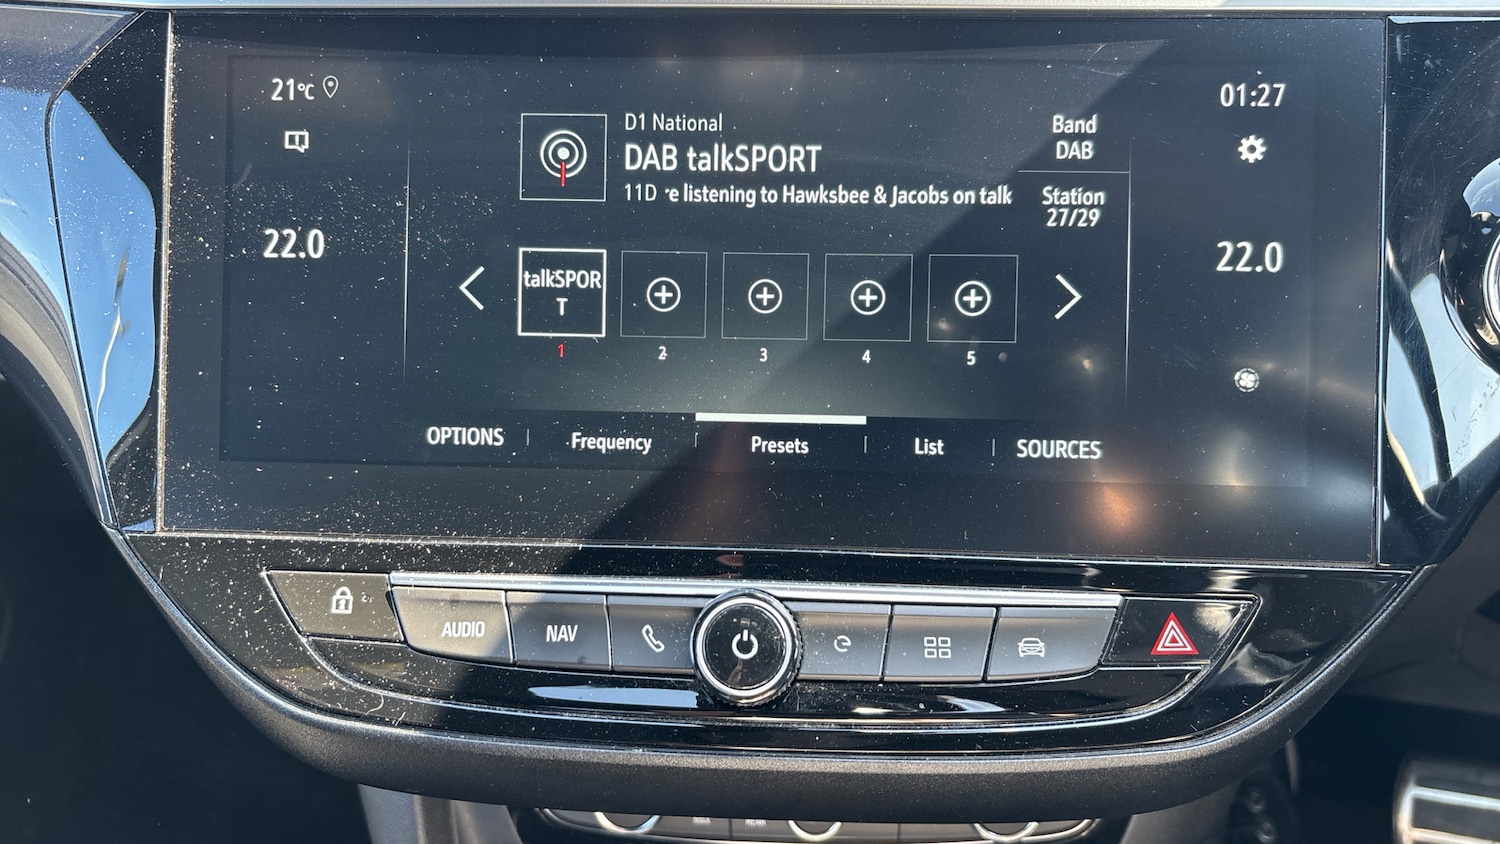 21°C
01:27
D1 National
DAB talkSPORT
11D 're listening to Hawksbee & Jacobs on talk
Band
DAB
Station
27/29
22.0
22.0
talkSPOR
T
1
2
3
4
5
OPTIONS
Frequency
Presets
List
SOURCES
AUDIO
NAV